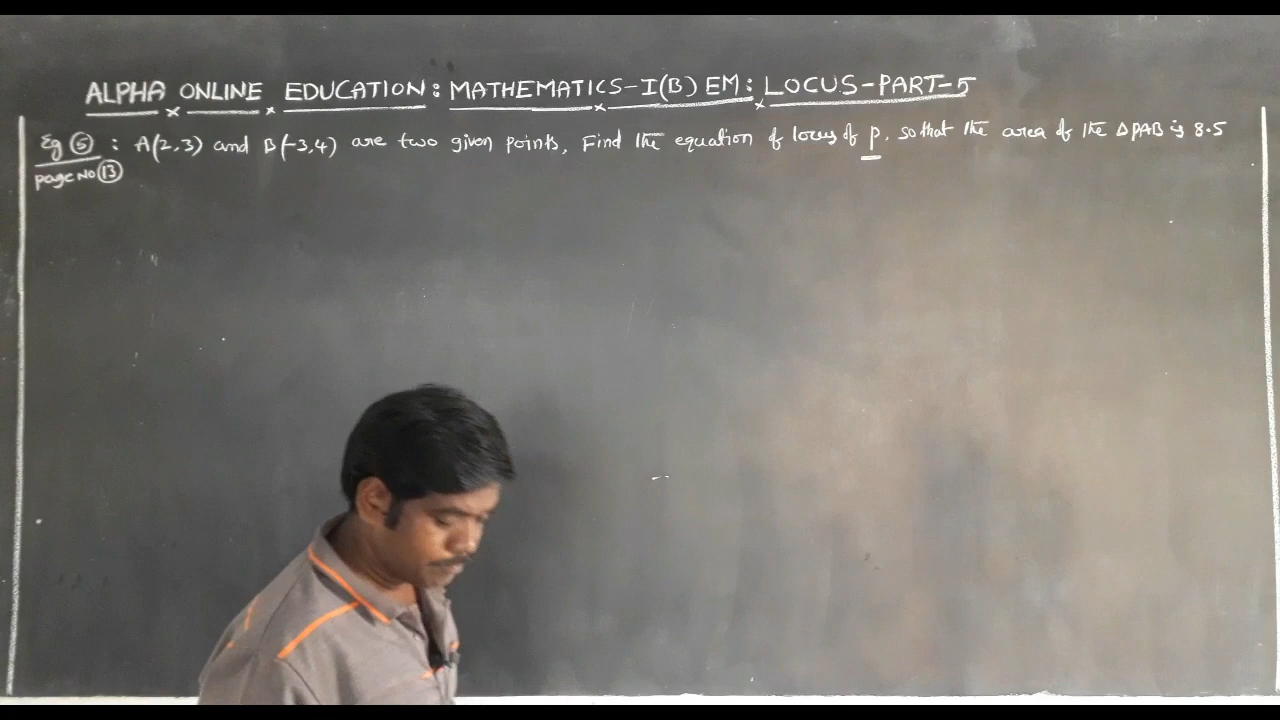 ALPHA ONLINE EDUCATION: MATHEMATICS-I(B) EM: LOCUS-PART-5
Eg 5 : A(2,3) and B(-3,4) are two given points, Find the equation of locus of p. so that the area of the ΔPAB is 8.5
page No 13